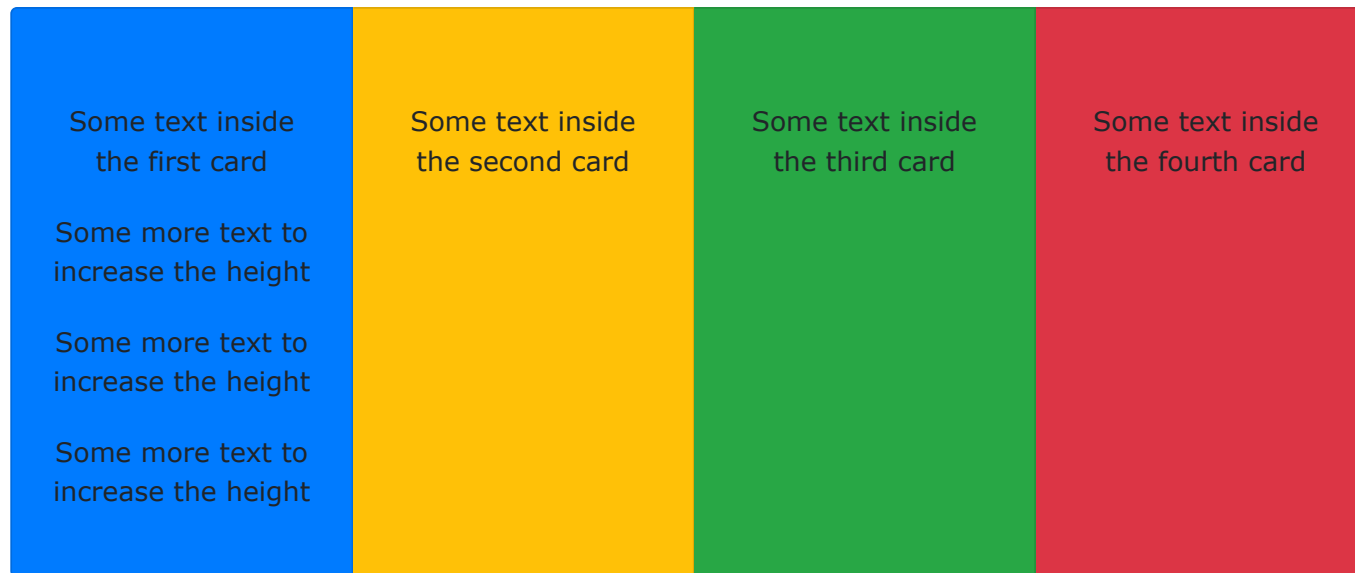 Some text inside
the first card
Some more text to
increase the height
Some more text to
increase the height
Some more text to
increase the height
Some text inside
the second card
Some text inside
the third card
Some text inside
the fourth card